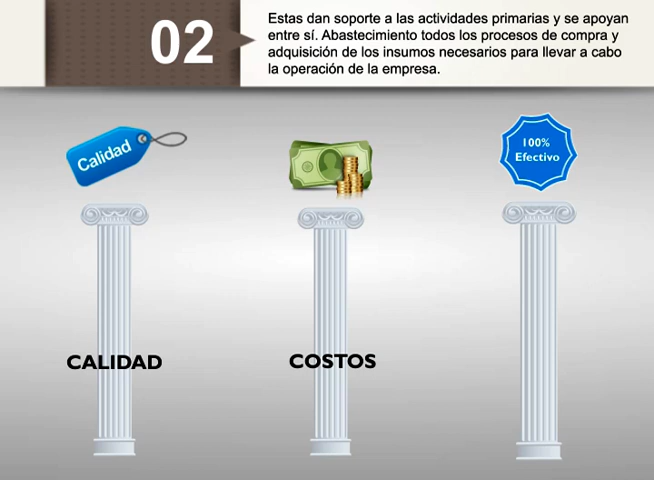 02
Estas dan soporte a las actividades primarias y se apoyan
entre sí. Abastecimiento todos los procesos de compra y
adquisición de los insumos necesarios para llevar a cabo
la operación de la empresa.
Calidad
100%
Efectivo
CALIDAD
COSTOS